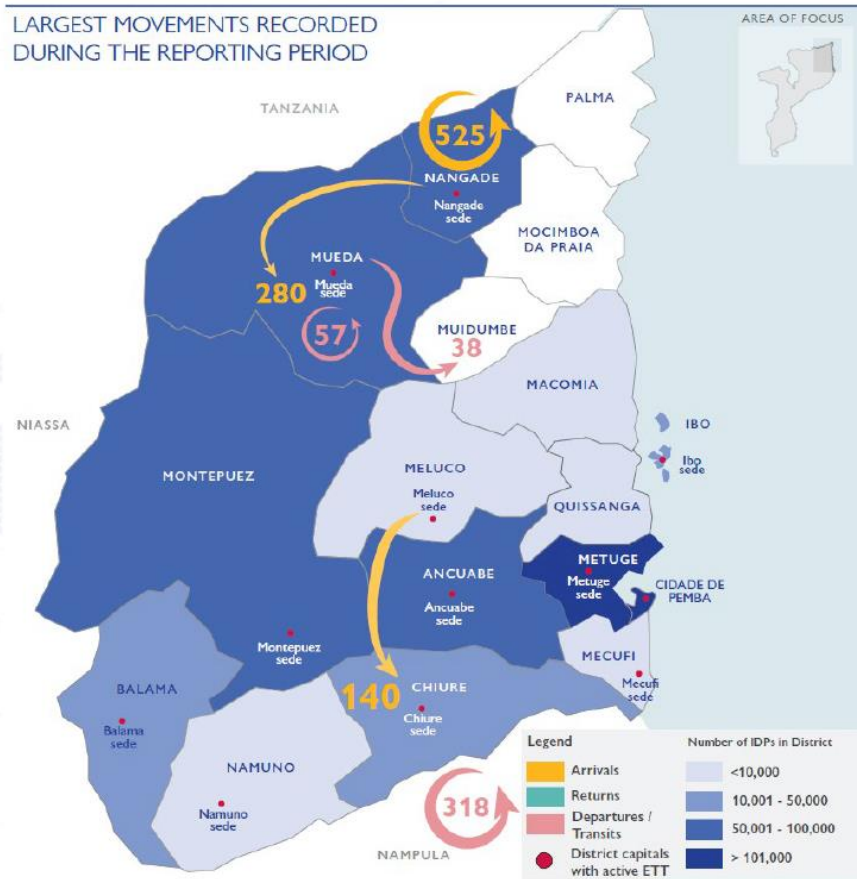 LARGEST MOVEMENTS RECORDED
DURING THE REPORTING PERIOD
AREA OF FOCUS
TANZANIA
PALMA
525
NANGADE
Nangade
sede
MOCIMBOA
DA PRAIA
MUEDA
Mueda
sede
280
57
MUIDUMBE
38
MACOMIA
NIASSA
IBO
Ibo
sede
MONTEPUEZ
MELUCO
Meluco
sede
QUISSANGA
METUGE
Metuge
sede
ANCUABE
Ancuabe
sede
CIDADE DE
PEMBA
Montepuez
sede
MECUFI
Mecufi
sede
BALAMA
Balama
sede
140
CHIURE
Chiure
sede
NAMUNO
Namuno
sede
318
NAMPULA
Legend
Arrivals
Returns
Departures /
Transits
District capitals
with active ETT
Number of IDPs in District
<10,000
10,001 - 50,000
50,001 - 100,000
> 101,000